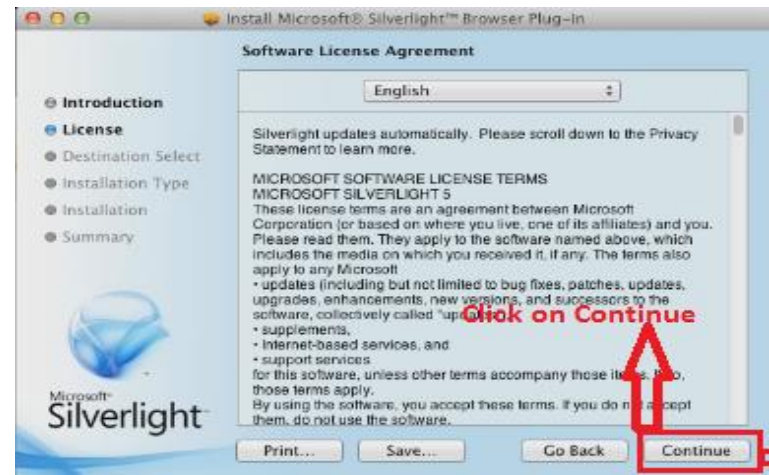 Install Microsoft® Silverlight™ Browser Plug-In
Software License Agreement
Introduction
License
Destination Select
Installation Type
Installation
Summary
English
Silverlight updates automatically. Please scroll down to the Privacy
Statement to learn more.
MICROSOFT SOFTWARE LICENSE TERMS
MICROSOFT SILVERLIGHT 5
These license terms are an agreement between Microsoft
Corporation (or based on where you live, one of its affiliates) and you.
Please read them. They apply to the software named above, which
includes the media on which you received it, if any. The terms also
apply to any Microsoft
• updates (including but not limited to bug fixes, patches, updates,
upgrades, enhancements, new versions, and successors to the
software, collectively called "
Click on Continue
• supplements,
• Internet-based services, and
• support services
for this software, unless other terms accompany those
those terms apply.
By using the software, you accept these terms. If you do
them, do not use the software.
Microsoft®
Silverlight
Print...
Save...
Go Back
Continue